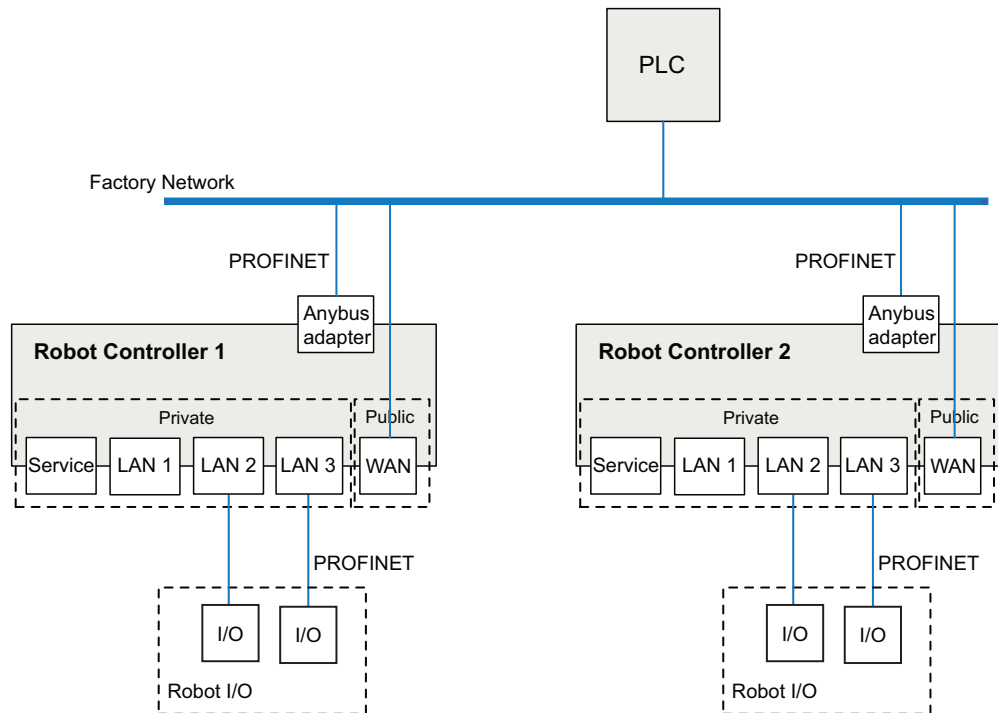 PLC
Factory Network
PROFINET
PROFINET
Anybus
adapter
Anybus
adapter
Robot Controller 1
Robot Controller 2
Private
Public
Private
Public
Service
LAN 1
LAN 2
LAN 3
WAN
Service
LAN 1
LAN 2
LAN 3
WAN
PROFINET
PROFINET
I/O
I/O
I/O
I/O
Robot I/O
Robot I/O